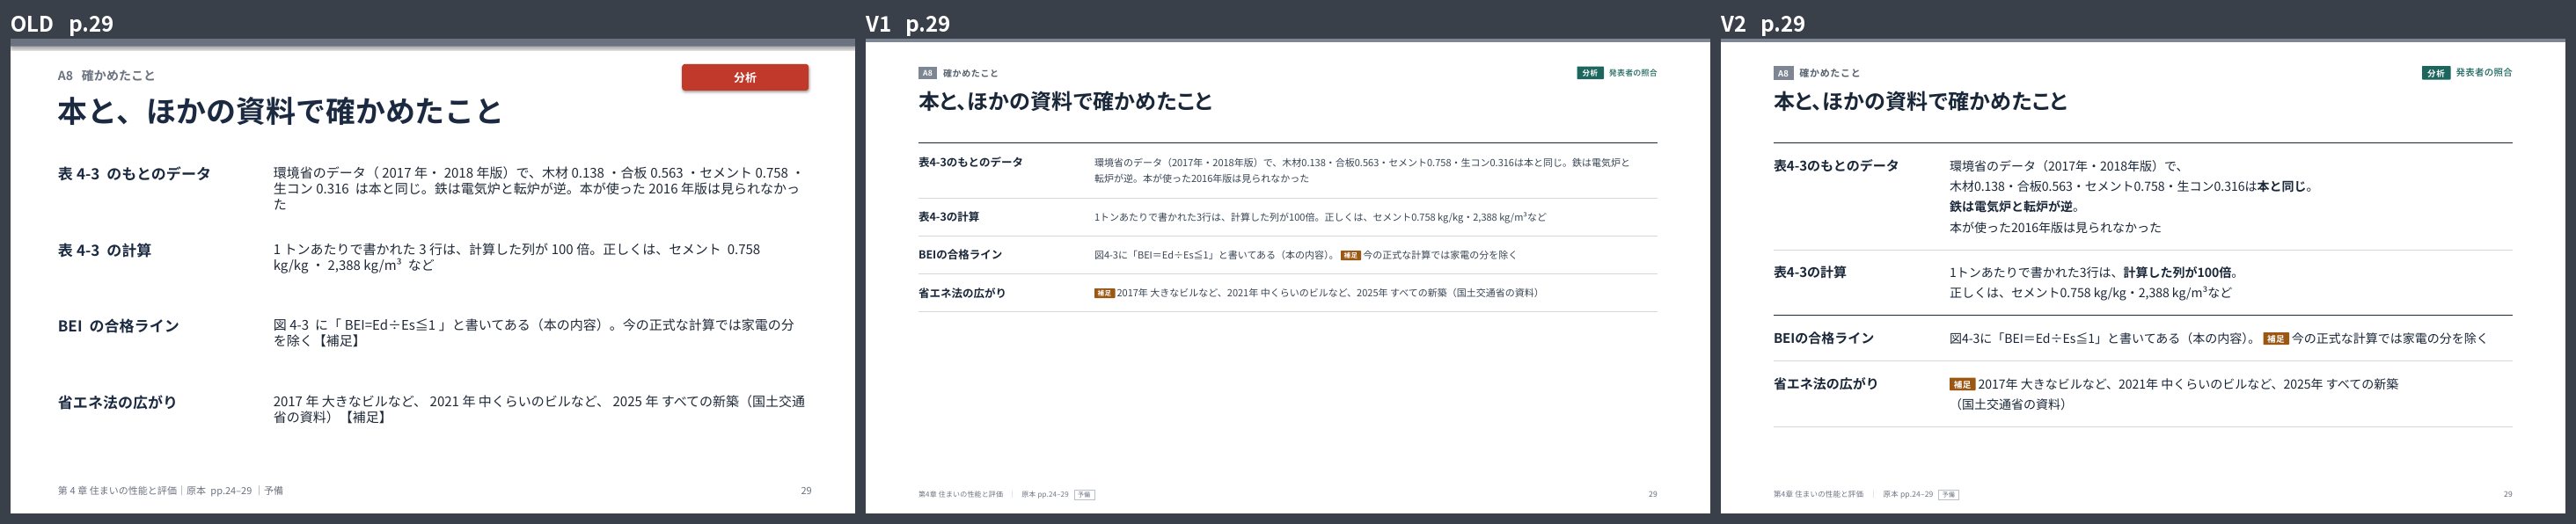 OLD p.29
A8 確かめたこと
分析
本と、ほかの資料で確かめたこと
表 4-3 のもとのデータ
環境省のデータ（ 2017 年・ 2018 年版）で、木材 0.138 ・合板 0.563 ・セメント 0.758 ・
生コン 0.316 は本と同じ。鉄は電気炉と転炉が逆。本が使った 2016 年版は見られなかっ
た
表 4-3 の計算
1 トンあたりで書かれた 3 行は、計算した列が 100 倍。正しくは、セメント 0.758
kg/kg ・ 2,388 kg/m³ など
BEI の合格ライン
図 4-3 に「 BEI=Ed÷Es≦1 」と書いてある（本の内容）。今の正式な計算では家電の分
を除く【補足】
省エネ法の広がり
2017 年 大きなビルなど、 2021 年 中くらいのビルなど、 2025 年 すべての新築（国土交通
省の資料）【補足】
第 4 章 住まいの性能と評価｜原本 pp.24–29｜予備
29
V1 p.29
A8 確かめたこと
分析 発表者の照合
本と、ほかの資料で確かめたこと
表4-3のもとのデータ
環境省のデータ（2017年・2018年版）で、木材0.138・合板0.563・セメント0.758・生コン0.316は本と同じ。鉄は電気炉と
転炉が逆。本が使った2016年版は見られなかった
表4-3の計算
1トンあたりで書かれた3行は、計算した列が100倍。正しくは、セメント0.758 kg/kg・2,388 kg/m³など
BEIの合格ライン
図4-3に「BEI＝Ed÷Es≦1」と書いてある（本の内容）。 補足 今の正式な計算では家電の分を除く
省エネ法の広がり
補足 2017年 大きなビルなど、2021年 中くらいのビルなど、2025年 すべての新築（国土交通省の資料）
第4章 住まいの性能と評価｜原本 pp.24–29 予備
29
V2 p.29
A8 確かめたこと
分析 発表者の照合
本と、ほかの資料で確かめたこと
表4-3のもとのデータ
環境省のデータ（2017年・2018年版）で、
木材0.138・合板0.563・セメント0.758・生コン0.316は本と同じ。
鉄は電気炉と転炉が逆。
本が使った2016年版は見られなかった
表4-3の計算
1トンあたりで書かれた3行は、計算した列が100倍。
正しくは、セメント0.758 kg/kg・2,388 kg/m³など
BEIの合格ライン
図4-3に「BEI＝Ed÷Es≦1」と書いてある（本の内容）。 補足 今の正式な計算では家電の分を除く
省エネ法の広がり
補足 2017年 大きなビルなど、2021年 中くらいのビルなど、2025年 すべての新築
（国土交通省の資料）
第4章 住まいの性能と評価｜原本 pp.24–29 予備
29